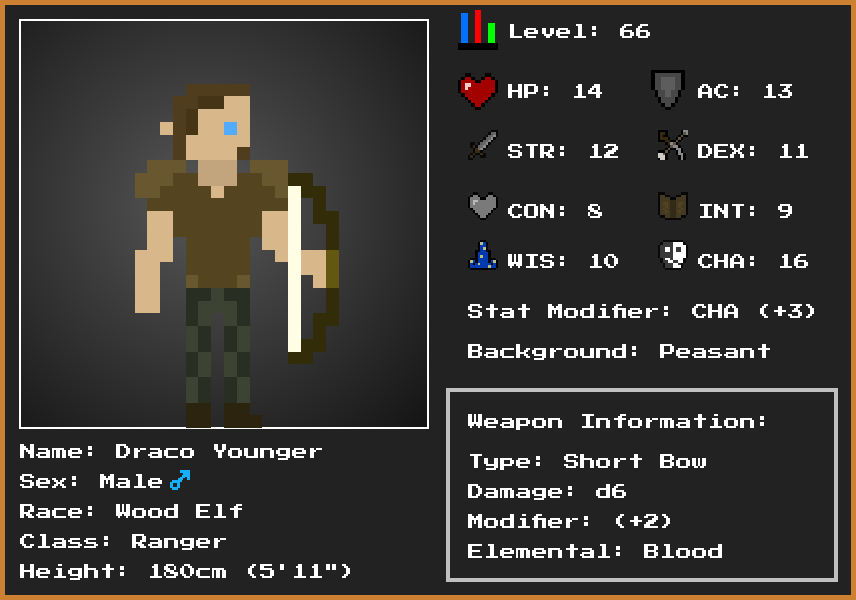 Level: 66
HP: 14 AC: 13
STR: 12 DEX: 11
CON: 8 INT: 9
WIS: 10 CHA: 16
Stat Modifier: CHA (+3)
Background: Peasant
Weapon Information:
Type: Short Bow
Damage: d6
Modifier: (+2)
Elemental: Blood
Name: Draco Younger
Sex: Male♂
Race: Wood Elf
Class: Ranger
Height: 180cm (5'11")